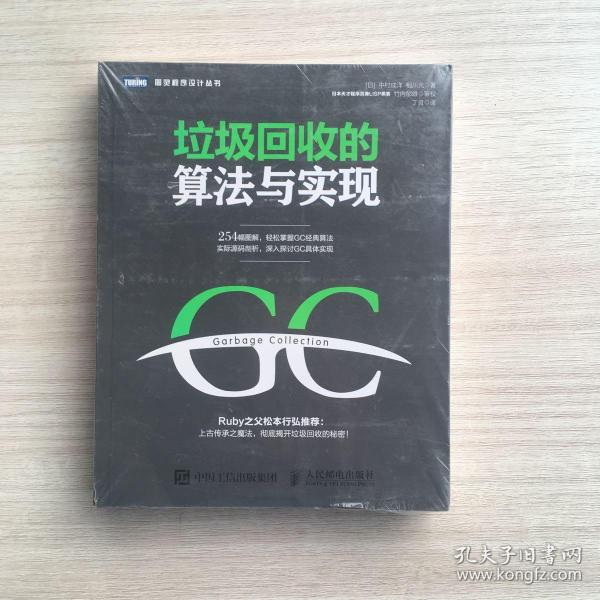 TURING 图灵程序设计丛书
[日] 中村成洋 相川光 著
日本天才程序员兼LISP黑客 竹内郁雄 审校
丁灵 译
垃圾回收的
算法与实现
254幅图解，轻松掌握GC经典算法
实际源码剖析，深入探讨GC具体实现
GC
Garbage Collection
Ruby之父松本行弘推荐：
上古传承之魔法，彻底揭开垃圾回收的秘密！
中国工信出版集团 人民邮电出版社
POSTS & TELECOM PRESS
孔夫子旧书网
www.kongfz.com